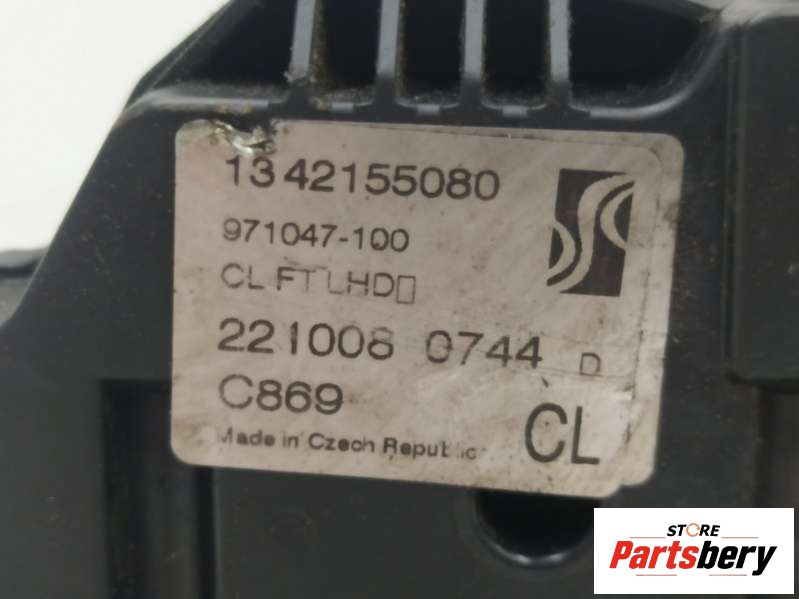 1342155080
971047-100
CL FT LHD
221008 0744 D
C869
CL
Made in Czech Republic
STORE
Partsbery